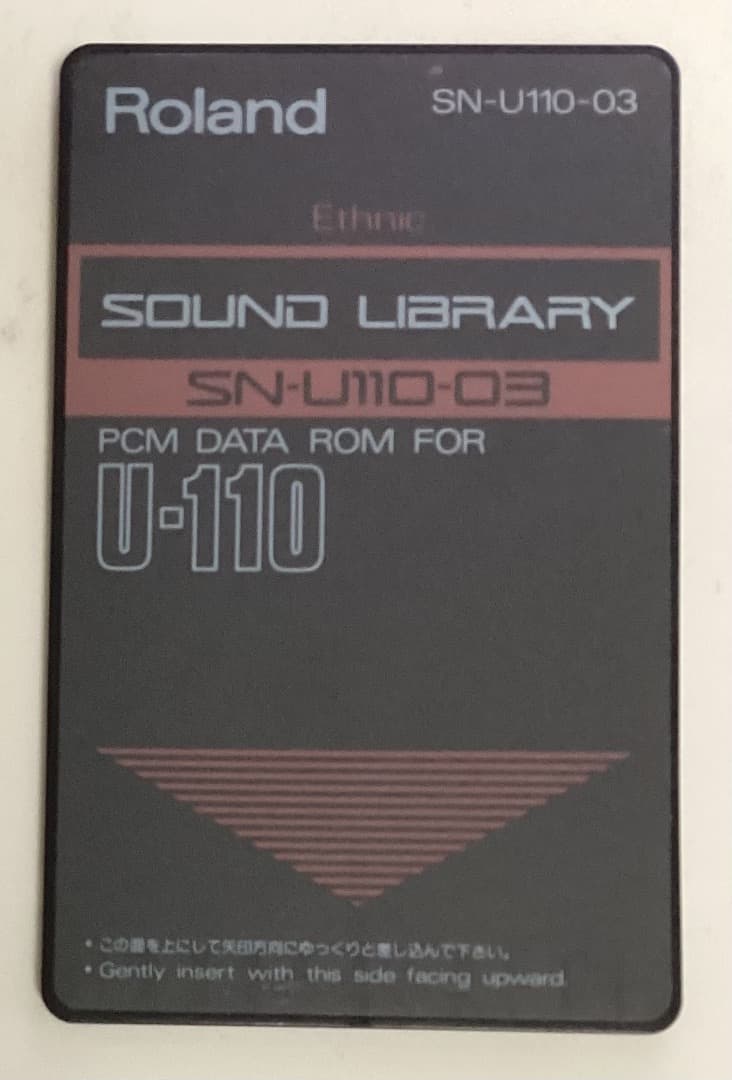 Roland SN-U110-03
Ethnic
SOUND LIBRARY
SN-U110-03
PCM DATA ROM FOR
U-110
• この面を上にして矢印方向にゆっくりと差し込んで下さい。
• Gently insert with this side facing upward.